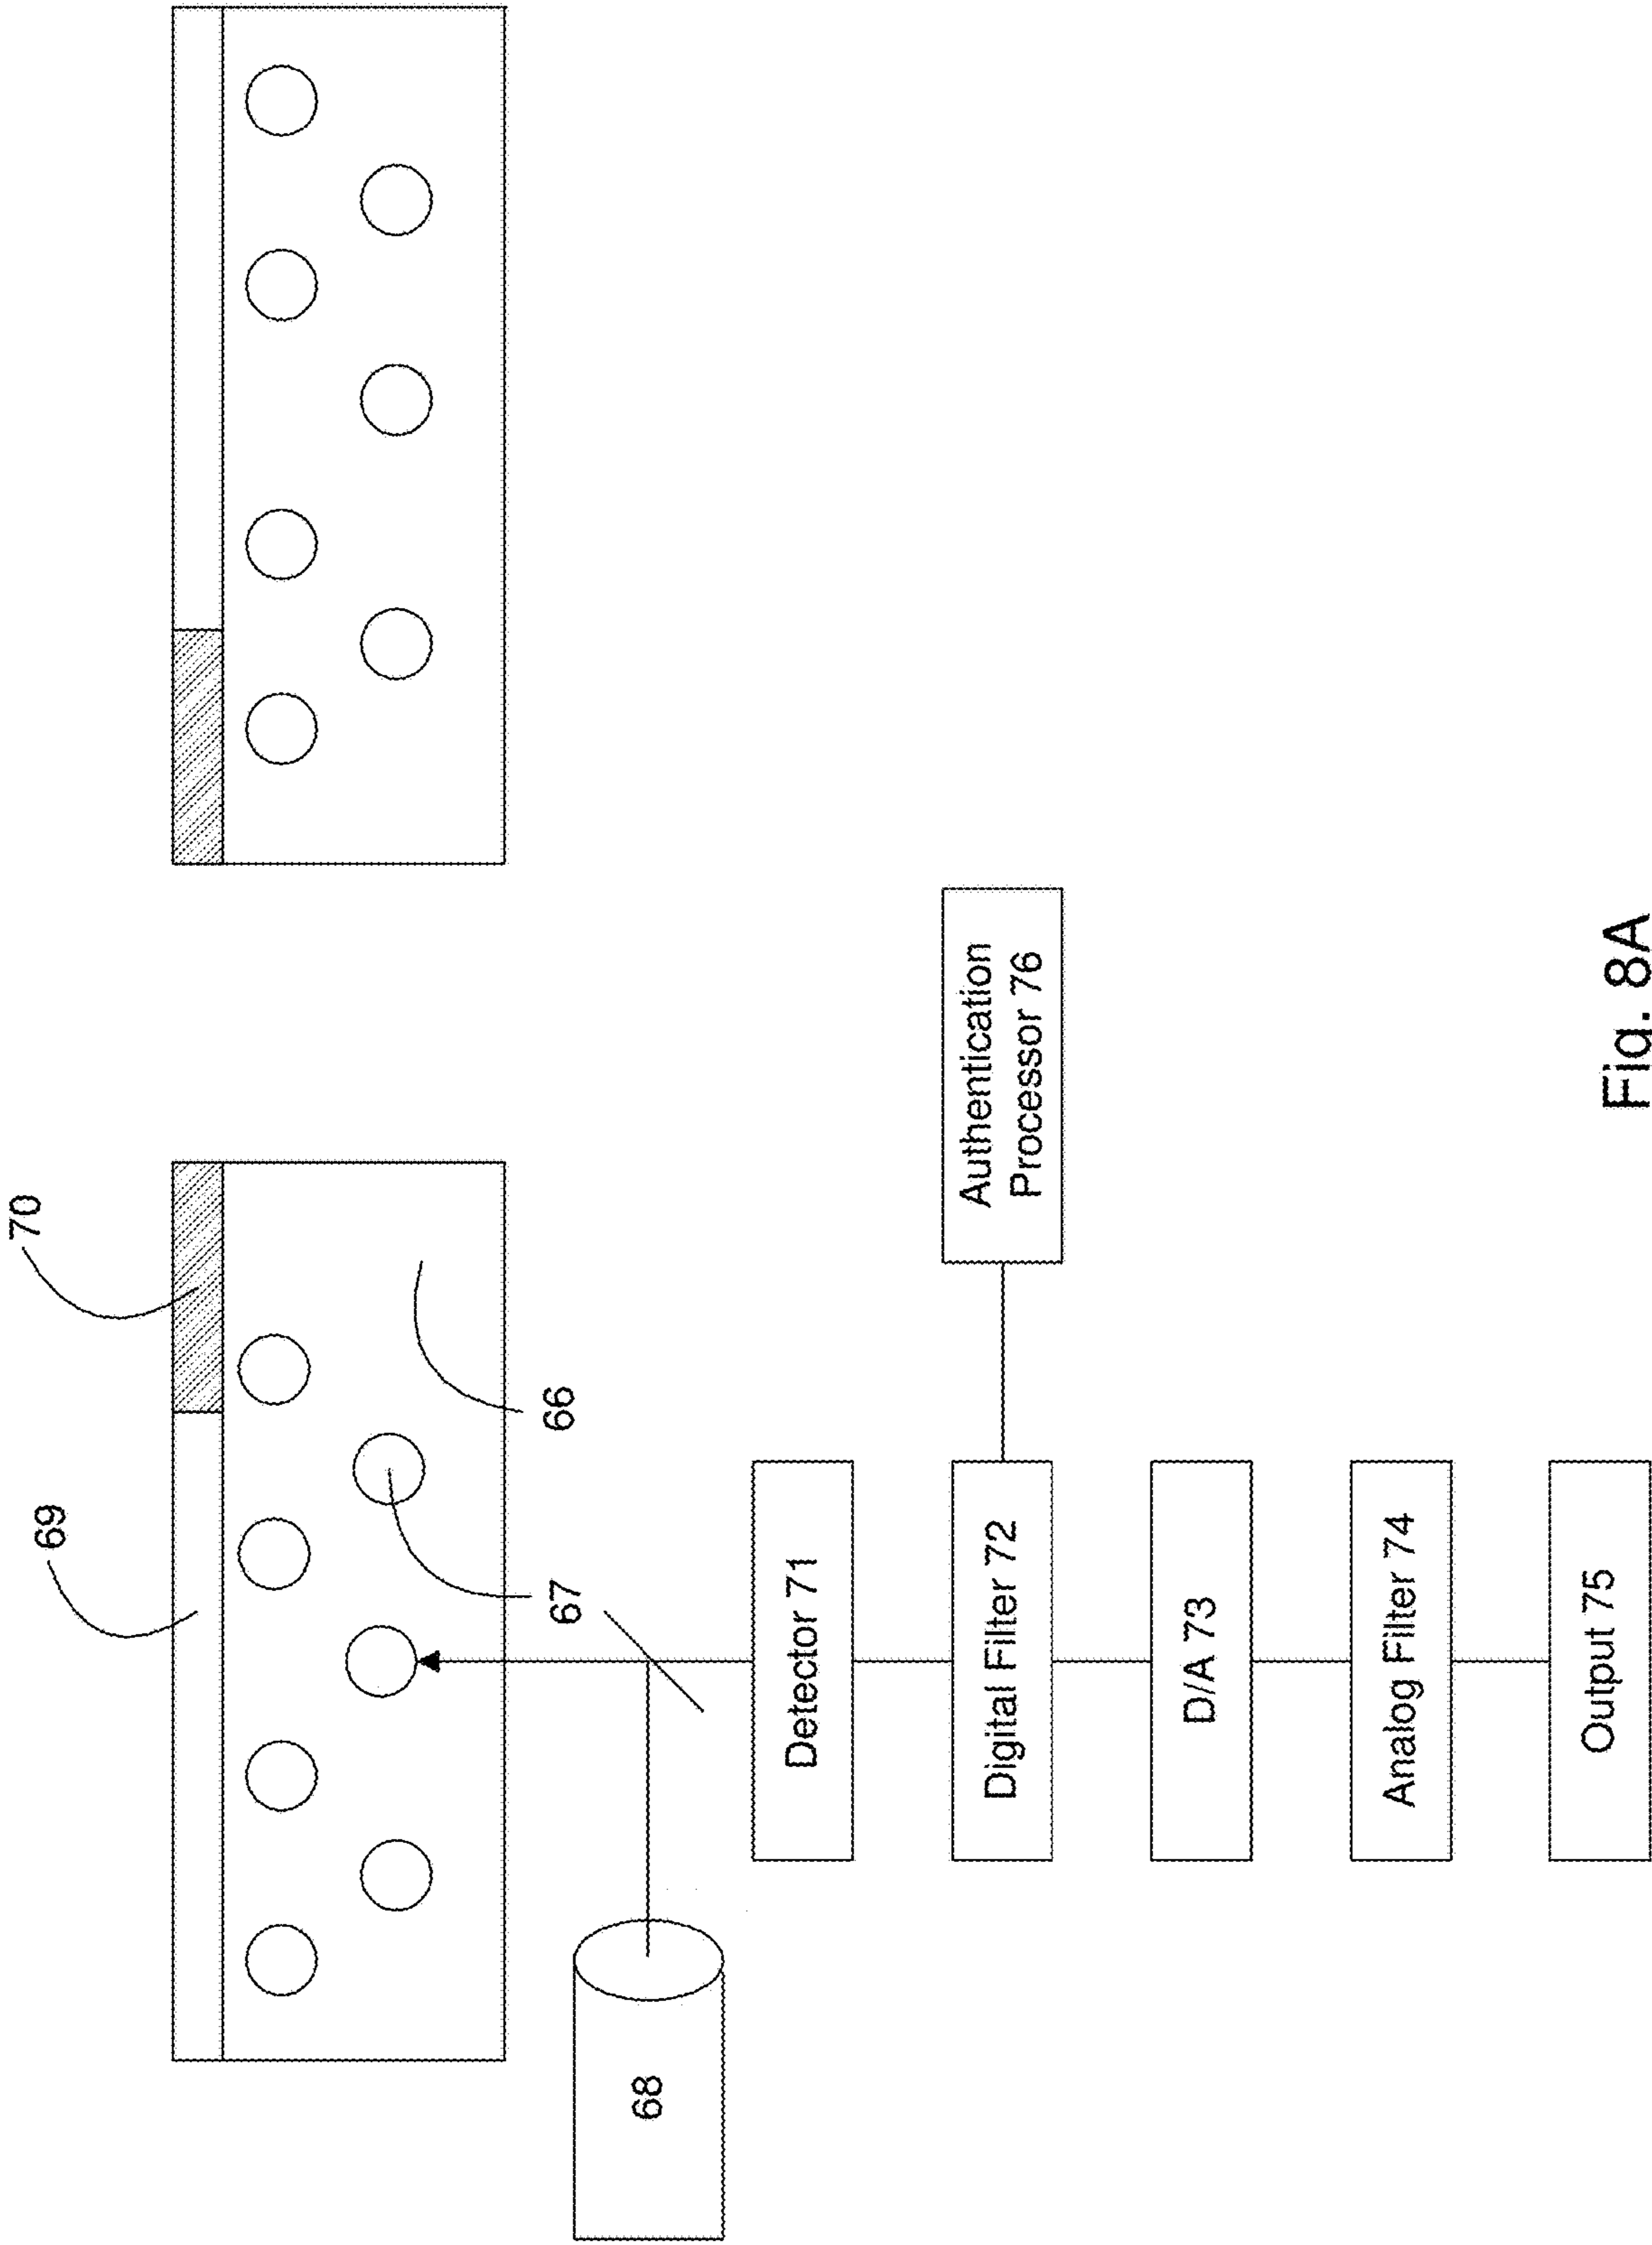 70
69
66
67
68
Detector 71
Digital Filter 72
Authentication
Processor 76
D/A 73
Analog Filter 74
Output 75
Fig. 8A